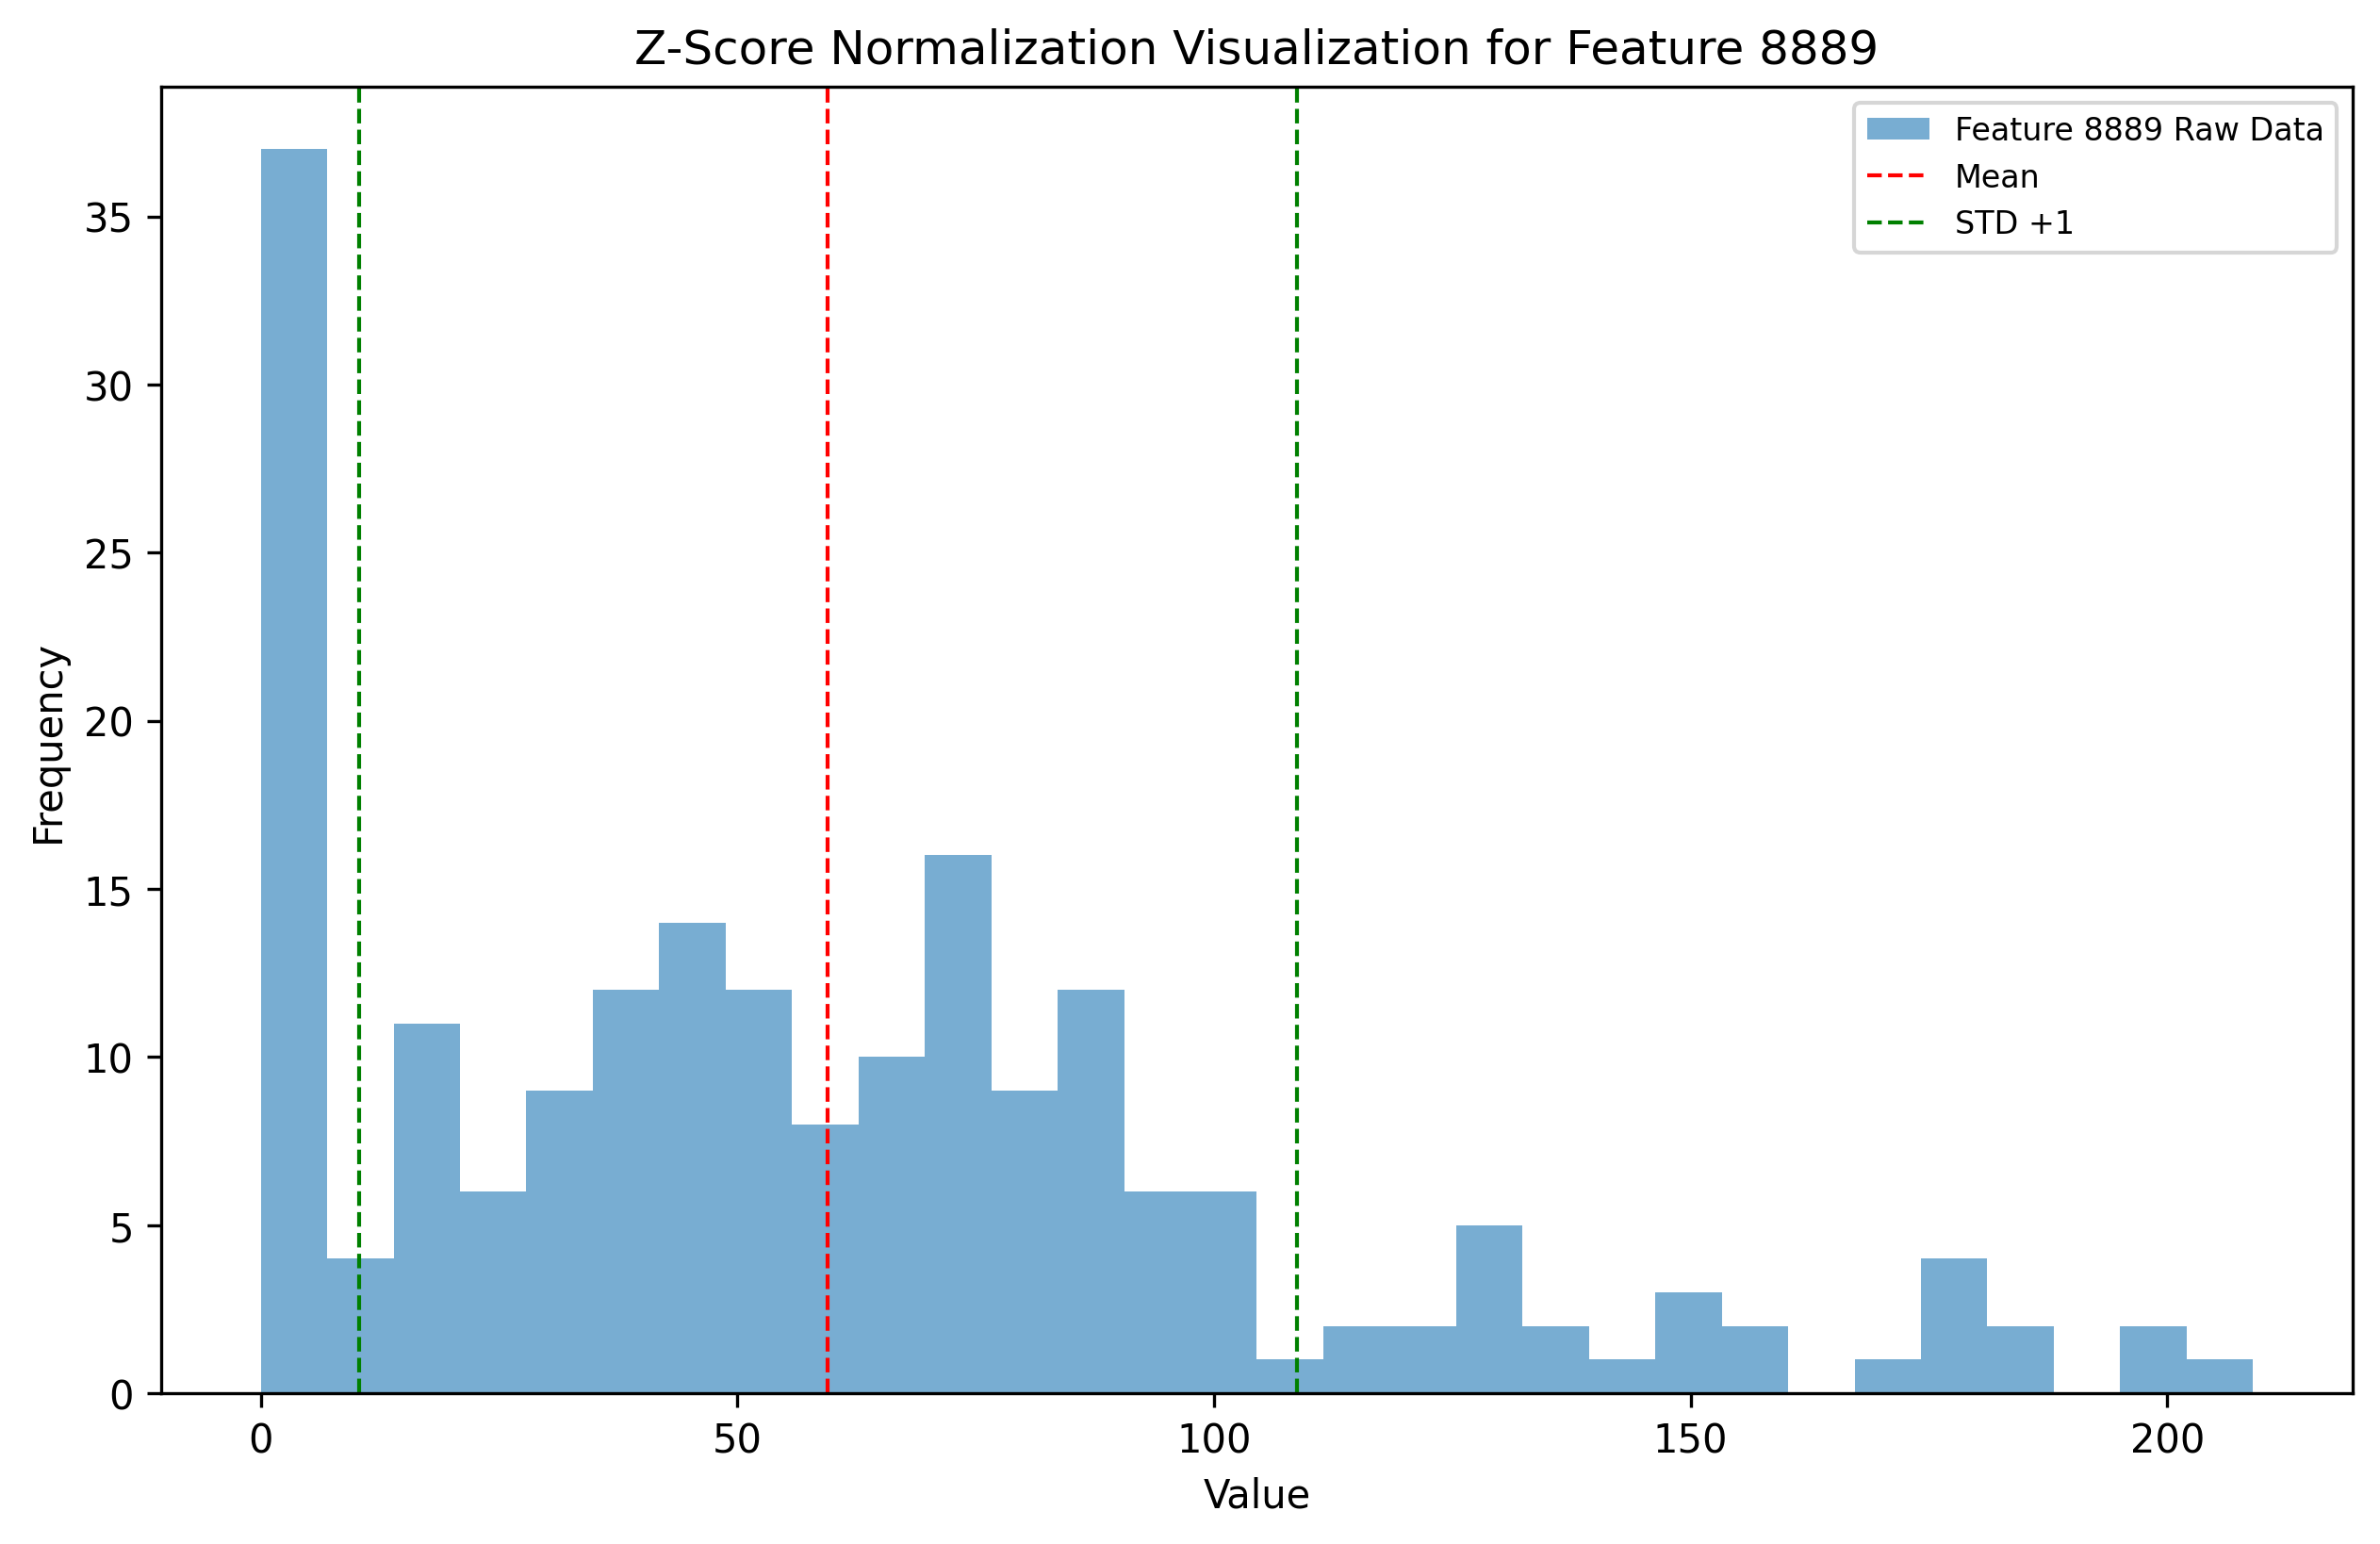 Z-Score Normalization Visualization for Feature 8889
Feature 8889 Raw Data
Mean
STD +1
Frequency
35
30
25
20
15
10
5
0
0
50
100
150
200
Value